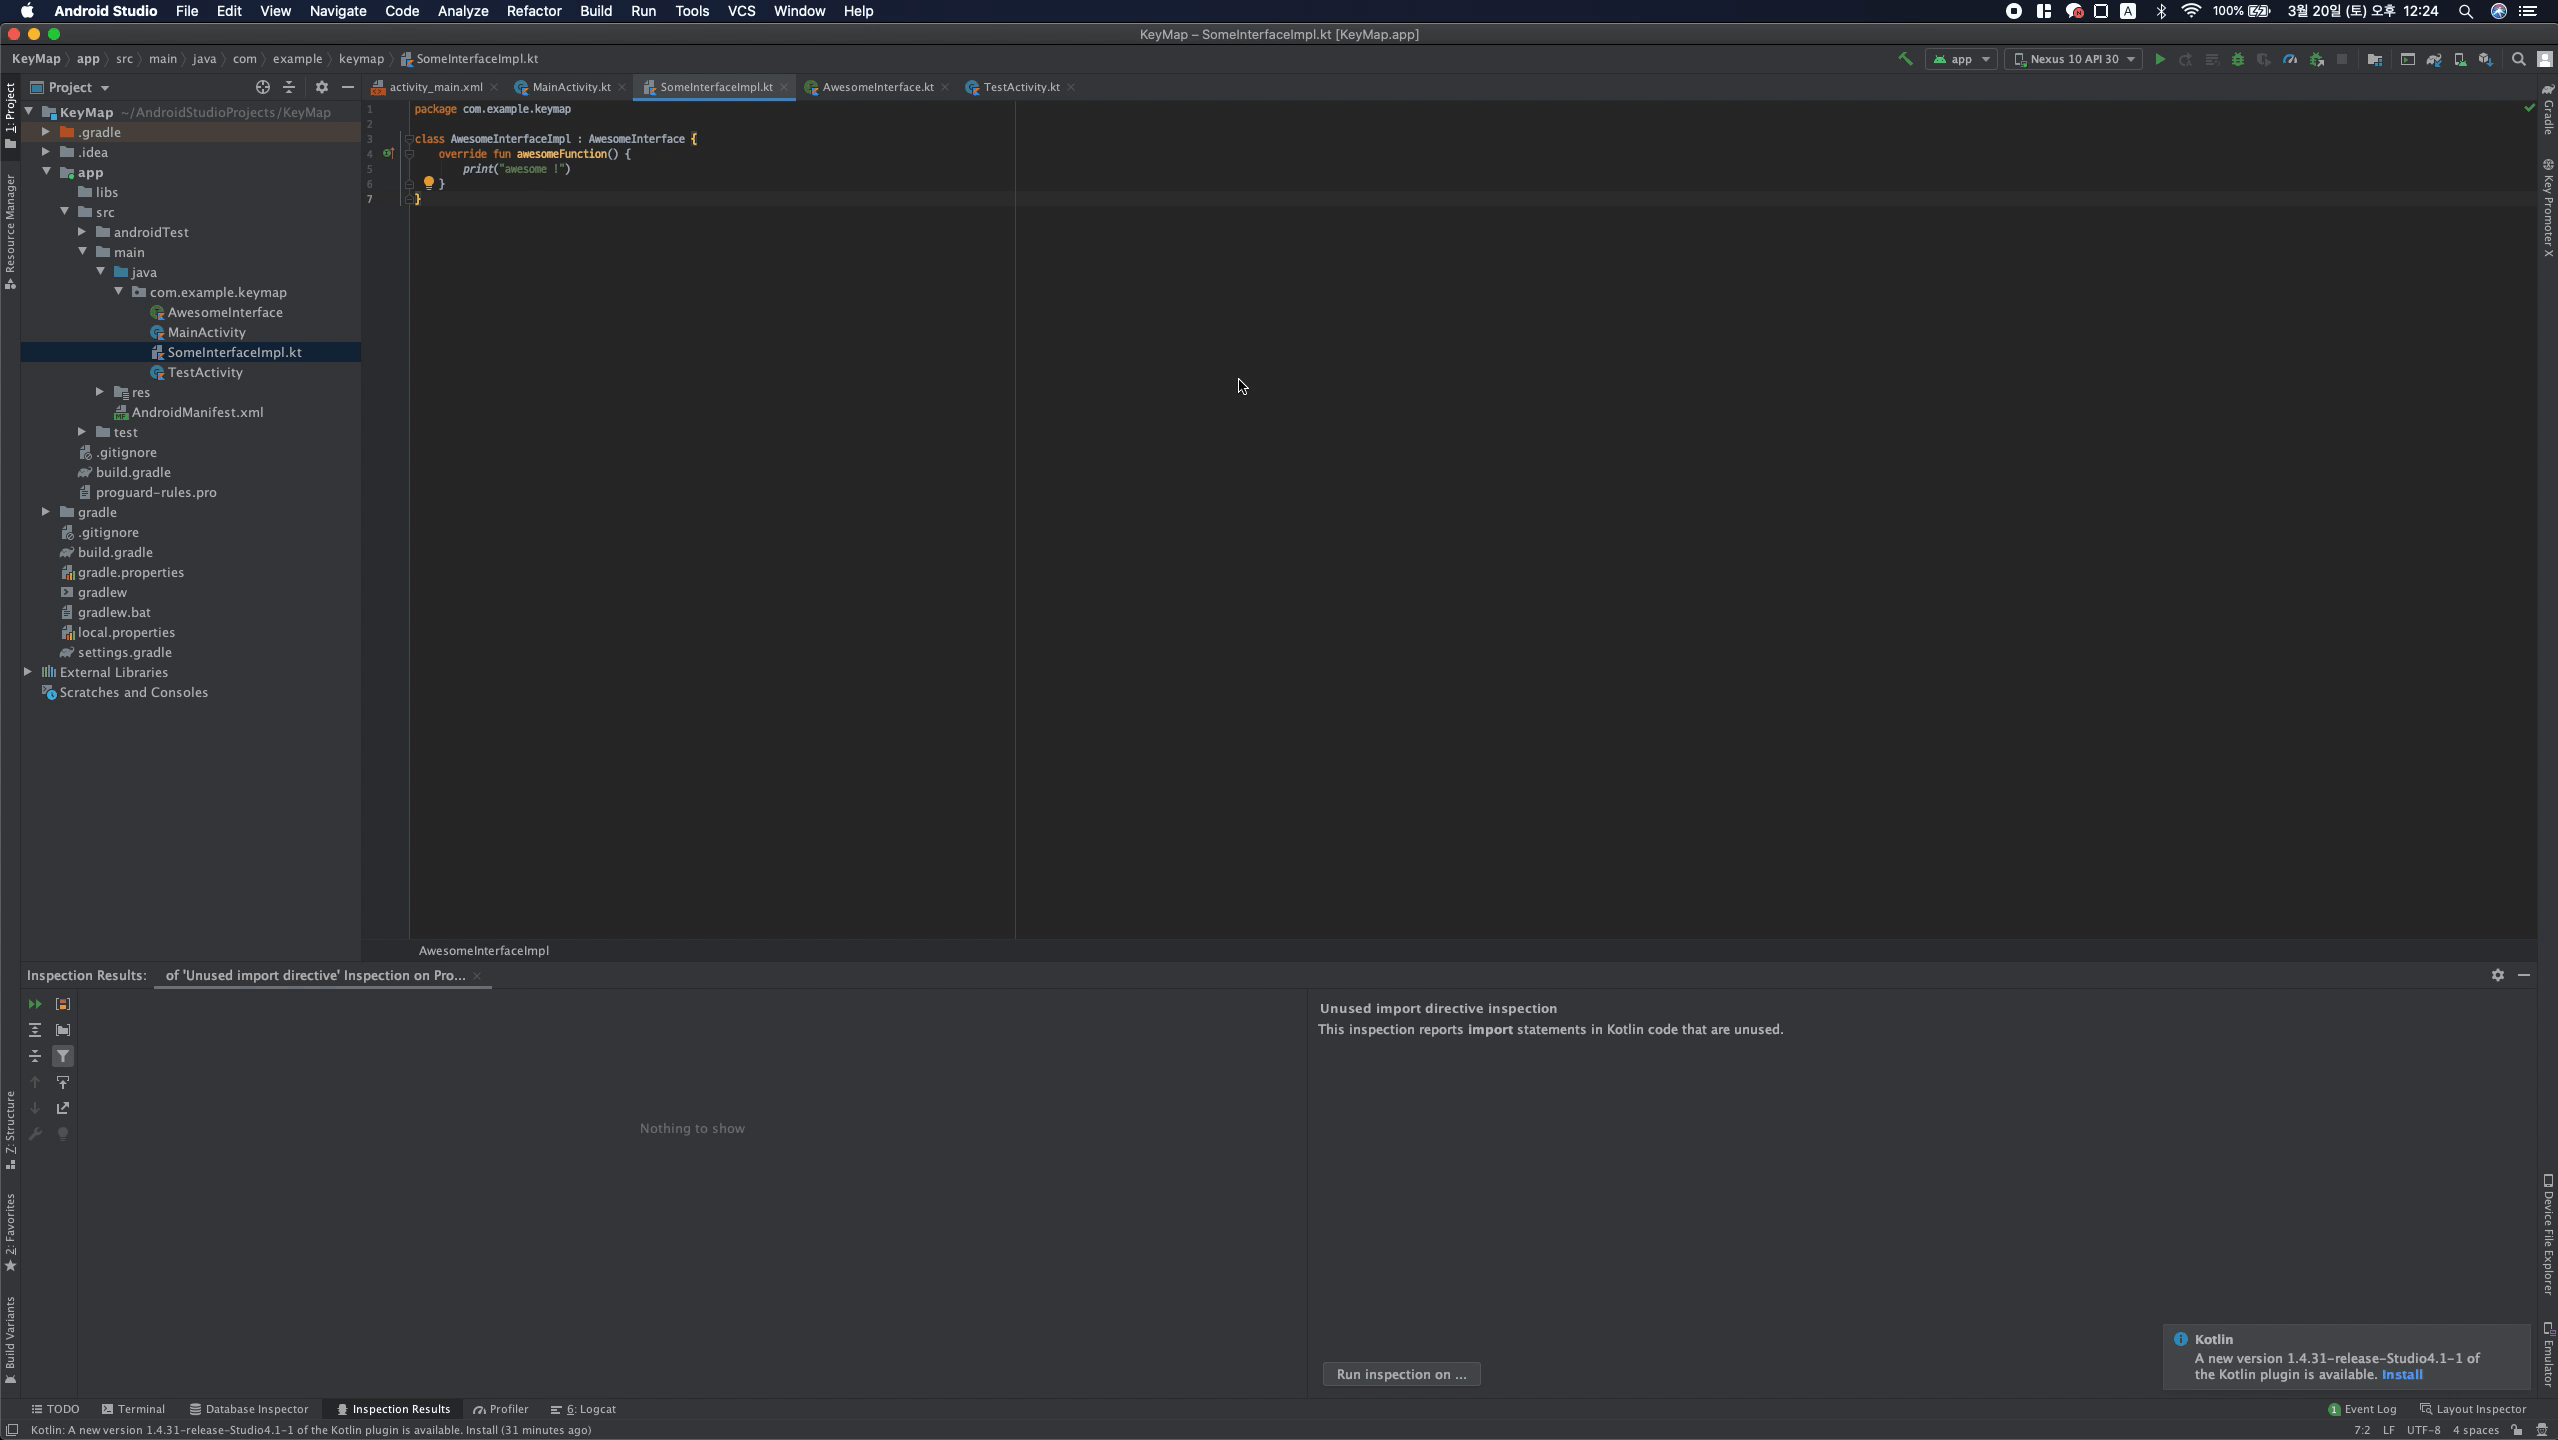 Android Studio File Edit View Navigate Code Analyze Refactor Build Run Tools VCS Window Help A 100% 3월 20일 (토) 오후 12:24
KeyMap – SomeInterfaceImpl.kt [KeyMap.app]
KeyMap app src main java com example keymap SomeInterfaceImpl.kt app Nexus 10 API 30
1: Project
Resource Manager
Z: Structure
2: Favorites
Build Variants
Project
KeyMap ~/AndroidStudioProjects/KeyMap
.gradle
.idea
app
libs
src
androidTest
main
java
com.example.keymap
AwesomeInterface
MainActivity
SomeInterfaceImpl.kt
TestActivity
res
AndroidManifest.xml
test
.gitignore
build.gradle
proguard-rules.pro
gradle
.gitignore
build.gradle
gradle.properties
gradlew
gradlew.bat
local.properties
settings.gradle
External Libraries
Scratches and Consoles
activity_main.xml MainActivity.kt SomeInterfaceImpl.kt AwesomeInterface.kt TestActivity.kt
1 package com.example.keymap
2
3 class AwesomeInterfaceImpl : AwesomeInterface {
4 override fun awesomeFunction() {
5 print("awesome !")
6 }
7 }
AwesomeInterfaceImpl
Gradle
Key Promoter X
Device File Explorer
Emulator
Inspection Results: of 'Unused import directive' Inspection on Pro...
Nothing to show
Unused import directive inspection
This inspection reports import statements in Kotlin code that are unused.
Run inspection on ...
Kotlin
A new version 1.4.31-release-Studio4.1-1 of
the Kotlin plugin is available. Install
TODO Terminal Database Inspector Inspection Results Profiler 6: Logcat 1 Event Log Layout Inspector
Kotlin: A new version 1.4.31-release-Studio4.1-1 of the Kotlin plugin is available. Install (31 minutes ago) 7:2 LF UTF-8 4 spaces